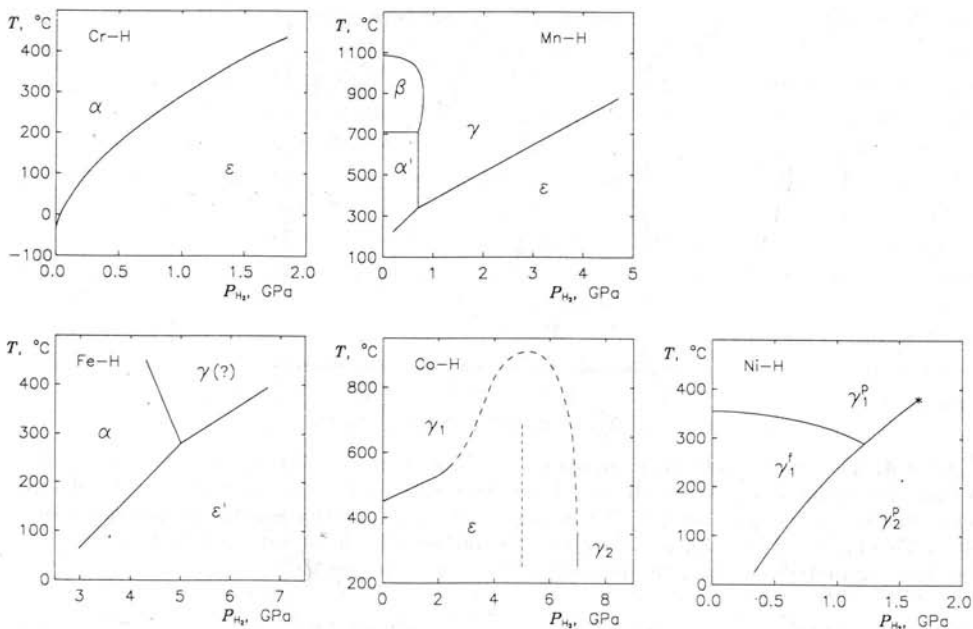 T, °C
Cr–H
400
300
200
100
0
−100
α
ε
0.0 0.5 1.0 1.5 2.0
P_H₂, GPa
T, °C
Mn–H
1100
900
700
500
300
100
β
α'
γ
ε
0 1 2 3 4 5
P_H₂, GPa
T, °C
Fe–H
400
300
200
100
0
α
γ(?)
ε'
3 4 5 6 7
P_H₂, GPa
T, °C
Co–H
800
600
400
200
γ₁
ε
γ₂
0 2 4 6 8
P_H₂, GPa
T, °C
Ni–H
400
300
200
100
0
γ₁ᵖ
γ₁ᶠ
γ₂ᵖ
0.0 0.5 1.0 1.5 2.0
P_H₂, GPa